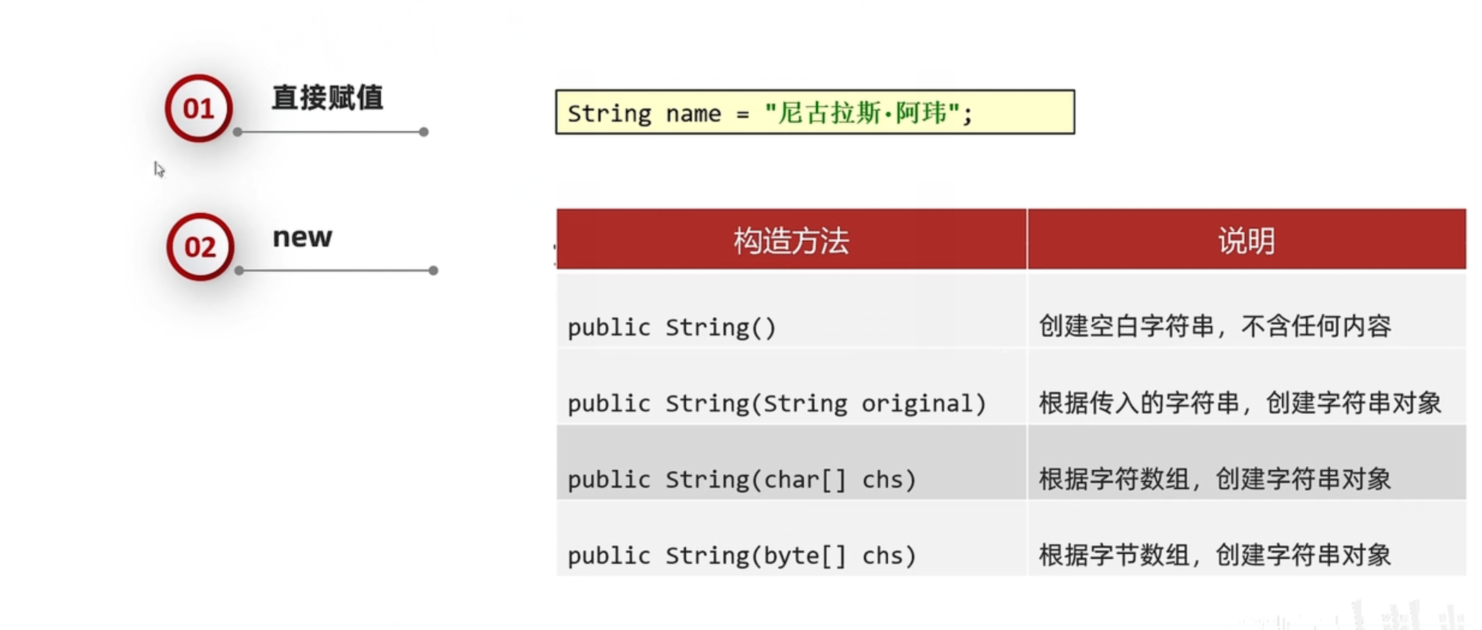 01 直接赋值
String name = "尼古拉斯·阿玮";
02 new
构造方法 说明
public String() 创建空白字符串，不含任何内容
public String(String original) 根据传入的字符串，创建字符串对象
public String(char[] chs) 根据字符数组，创建字符串对象
public String(byte[] chs) 根据字节数组，创建字符串对象